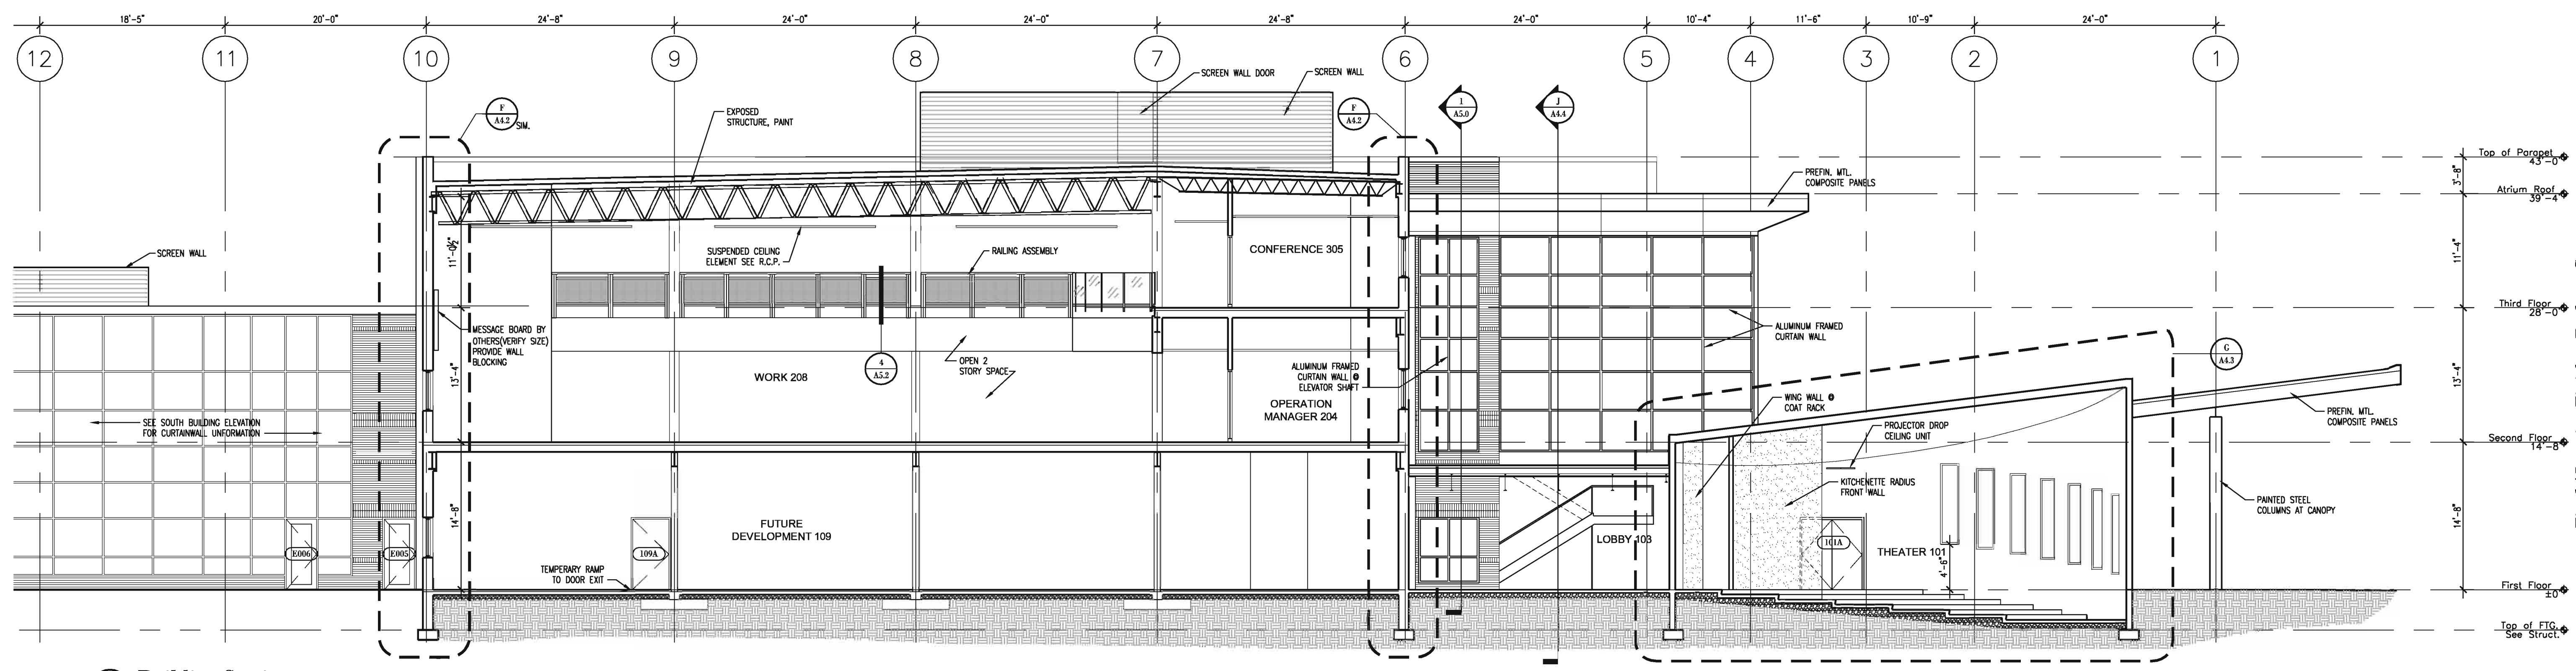 18'-5" 20'-0" 24'-8" 24'-0" 24'-0" 24'-8" 24'-0" 10'-4" 11'-6" 10'-9" 24'-0"
12 11 10 9 8 7 6 5 4 3 2 1
SCREEN WALL DOOR
SCREEN WALL
F
A4.2
SIM.
EXPOSED
STRUCTURE, PAINT
F
A4.2
1
A5.0
J
A4.4
Top of Parapet
43'-0
3'-8"
PREFIN. MTL.
COMPOSITE PANELS
Atrium Roof
39'-4
SCREEN WALL
11'-0½"
SUSPENDED CEILING
ELEMENT SEE R.C.P.
RAILING ASSEMBLY
CONFERENCE 305
11'-4"
Third Floor
28'-0
MESSAGE BOARD BY
OTHERS(VERIFY SIZE)
PROVIDE WALL
BLOCKING
ALUMINUM FRAMED
CURTAIN WALL
G
A4.3
4
A5.2
OPEN 2
STORY SPACE
WORK 208
13'-4"
ALUMINUM FRAMED
CURTAIN WALL @
ELEVATOR SHAFT
13'-4"
OPERATION
MANAGER 204
WING WALL @
COAT RACK
PREFIN. MTL.
COMPOSITE PANELS
SEE SOUTH BUILDING ELEVATION
FOR CURTAINWALL UNFORMATION
PROJECTOR DROP
CEILING UNIT
Second Floor
14'-8
KITCHENETTE RADIUS
FRONT WALL
PAINTED STEEL
COLUMNS AT CANOPY
14'-8"
14'-8"
FUTURE
DEVELOPMENT 109
LOBBY 103
E006
E005
109A
101A
THEATER 101
4'-6"
TEMPERARY RAMP
TO DOOR EXIT
First Floor
±0
Top of FTG.
See Struct.